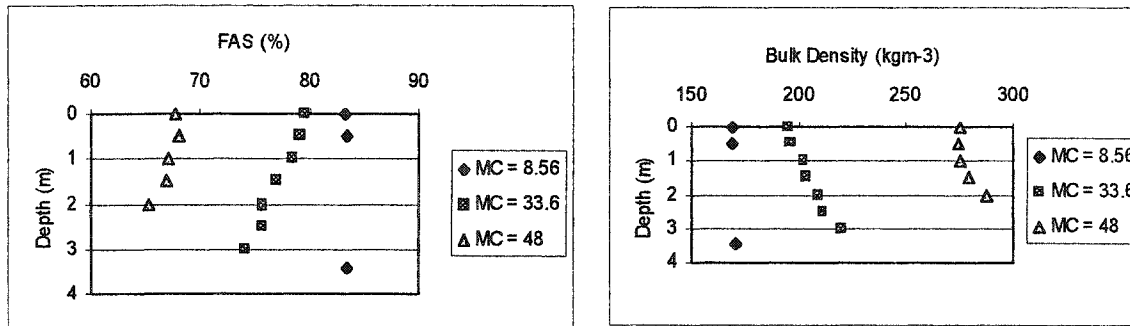 FAS (%)
60 70 80 90
0
1
2
3
4
Depth (m)
MC = 8.56
MC = 33.6
MC = 48
Bulk Density (kgm-3)
150 200 250 300
0
1
2
3
4
Depth (m)
MC = 8.56
MC = 33.6
MC = 48